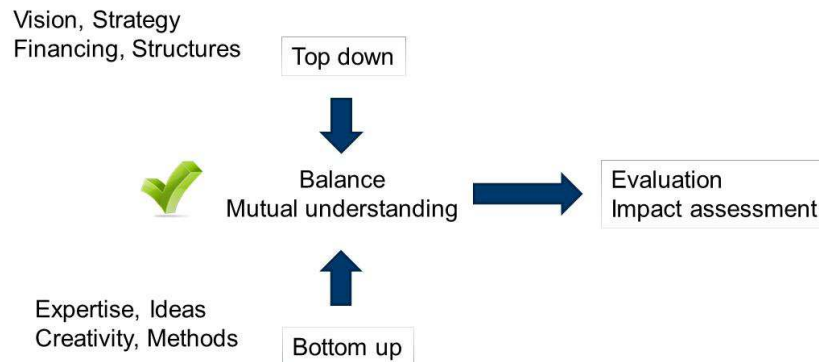 Vision, Strategy
Financing, Structures
Top down
Balance
Mutual understanding
Evaluation
Impact assessment
Expertise, Ideas
Creativity, Methods
Bottom up